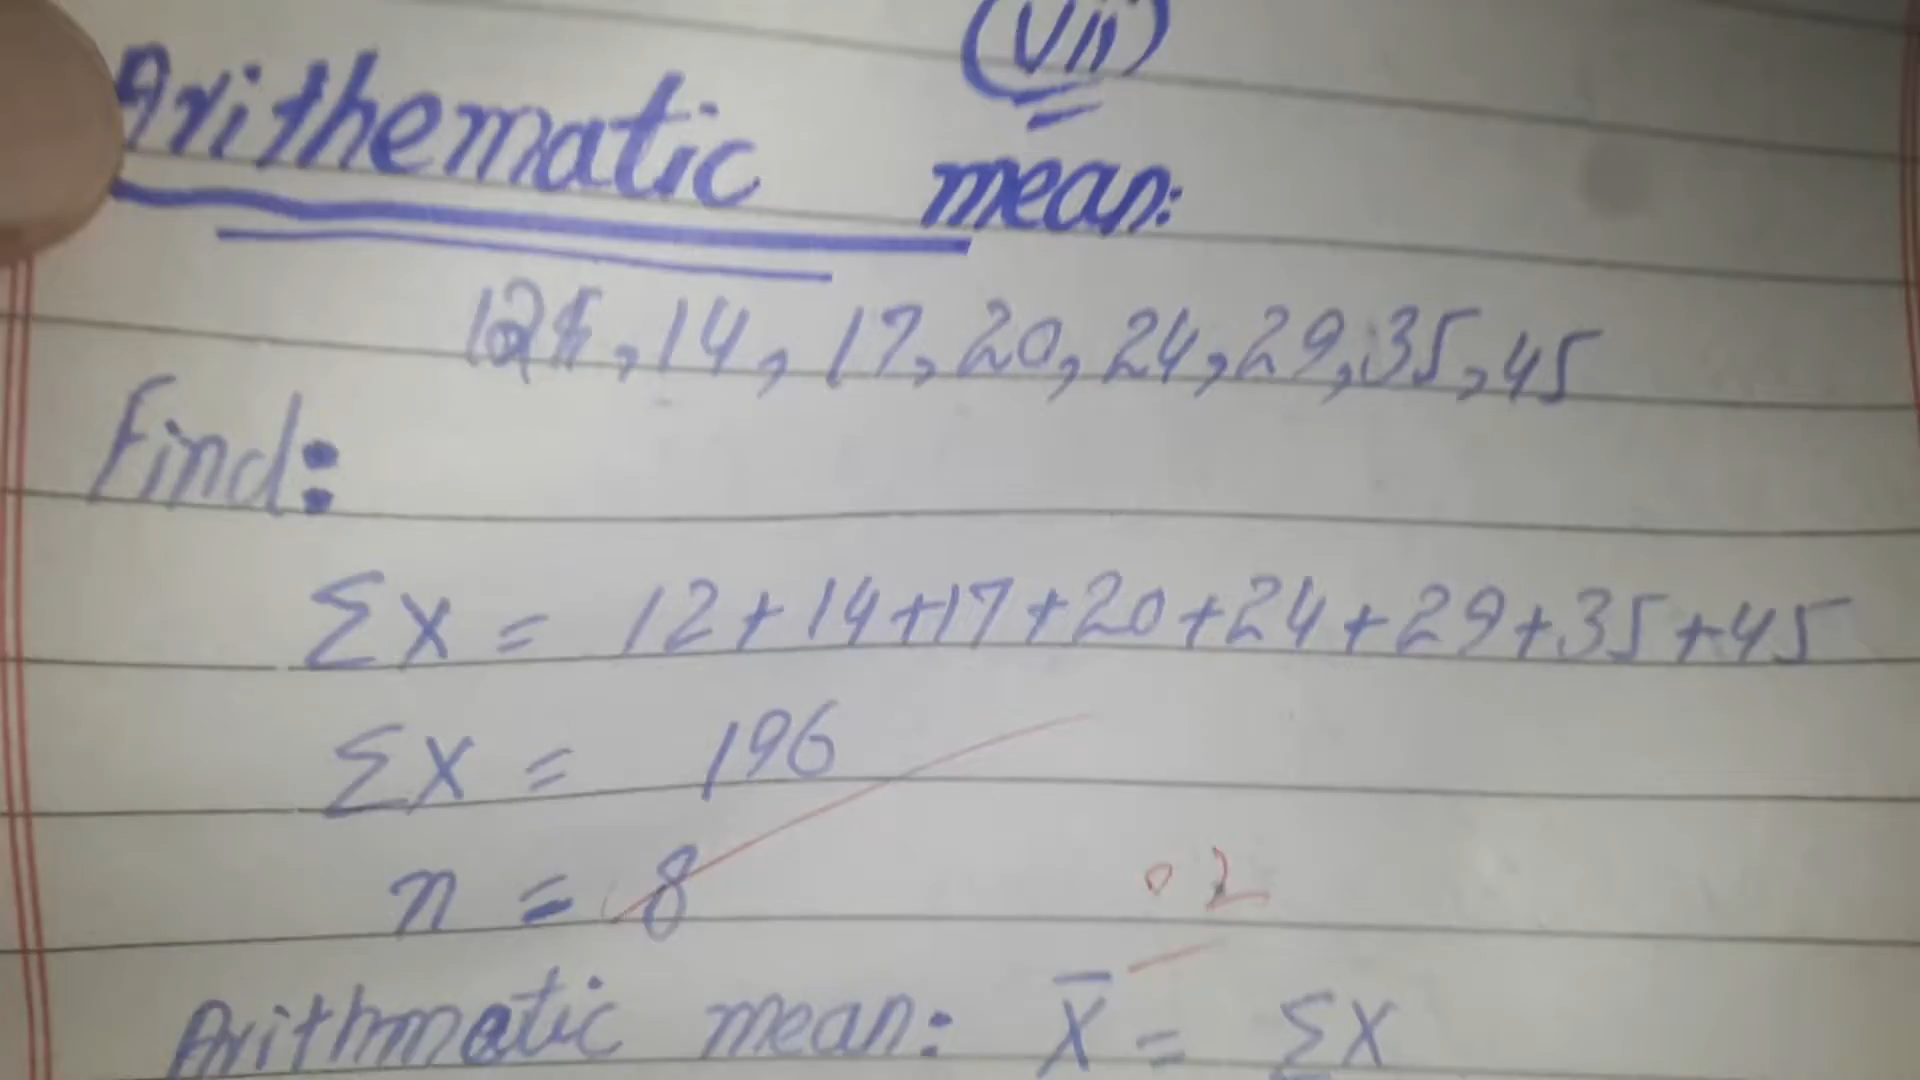 (vii)
Arithematic mean:
12, 14, 17, 20, 24, 29, 35, 45
Find:
Σx = 12+14+17+20+24+29+35+45
Σx = 196
n = 8
02
Arithmatic mean: X̄ = Σx